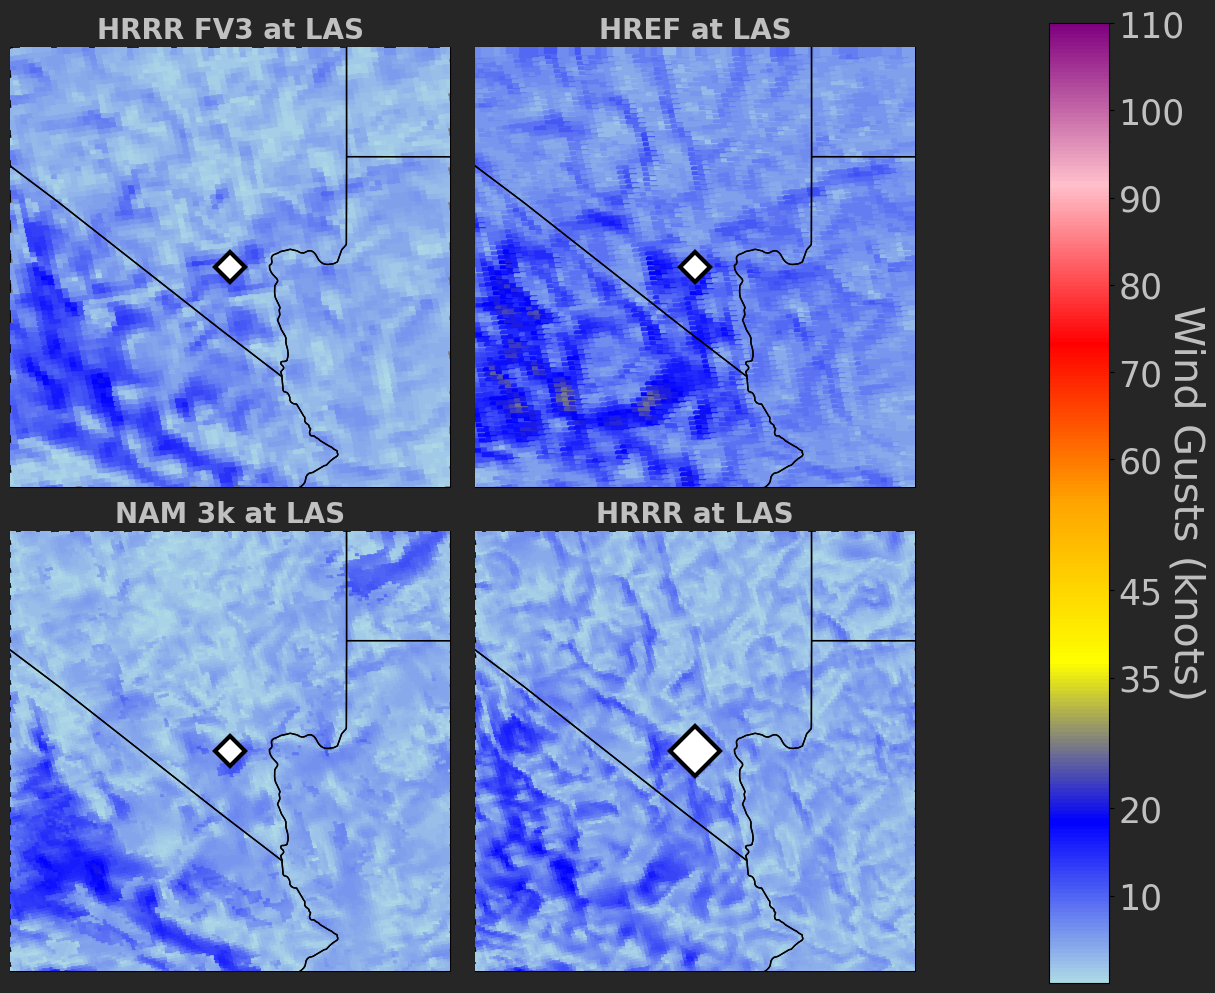 HRRR FV3 at LAS
HREF at LAS
NAM 3k at LAS
HRRR at LAS
110
100
90
80
70
60
45
35
20
10
Wind Gusts (knots)